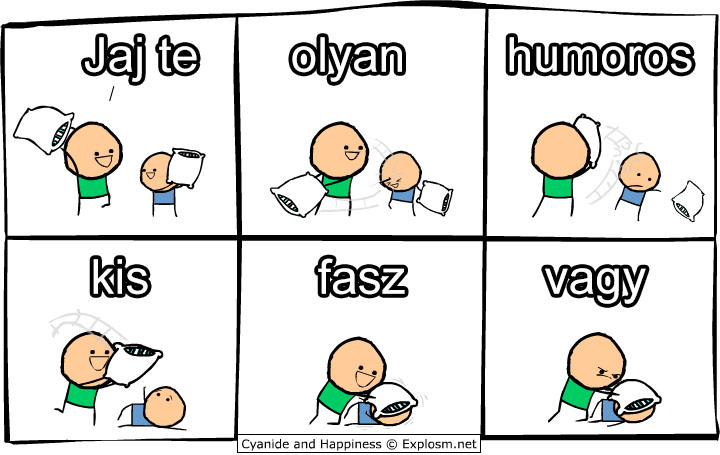 Jaj te
olyan
humoros
kis
fasz
vagy
Cyanide and Happiness © Explosm.net